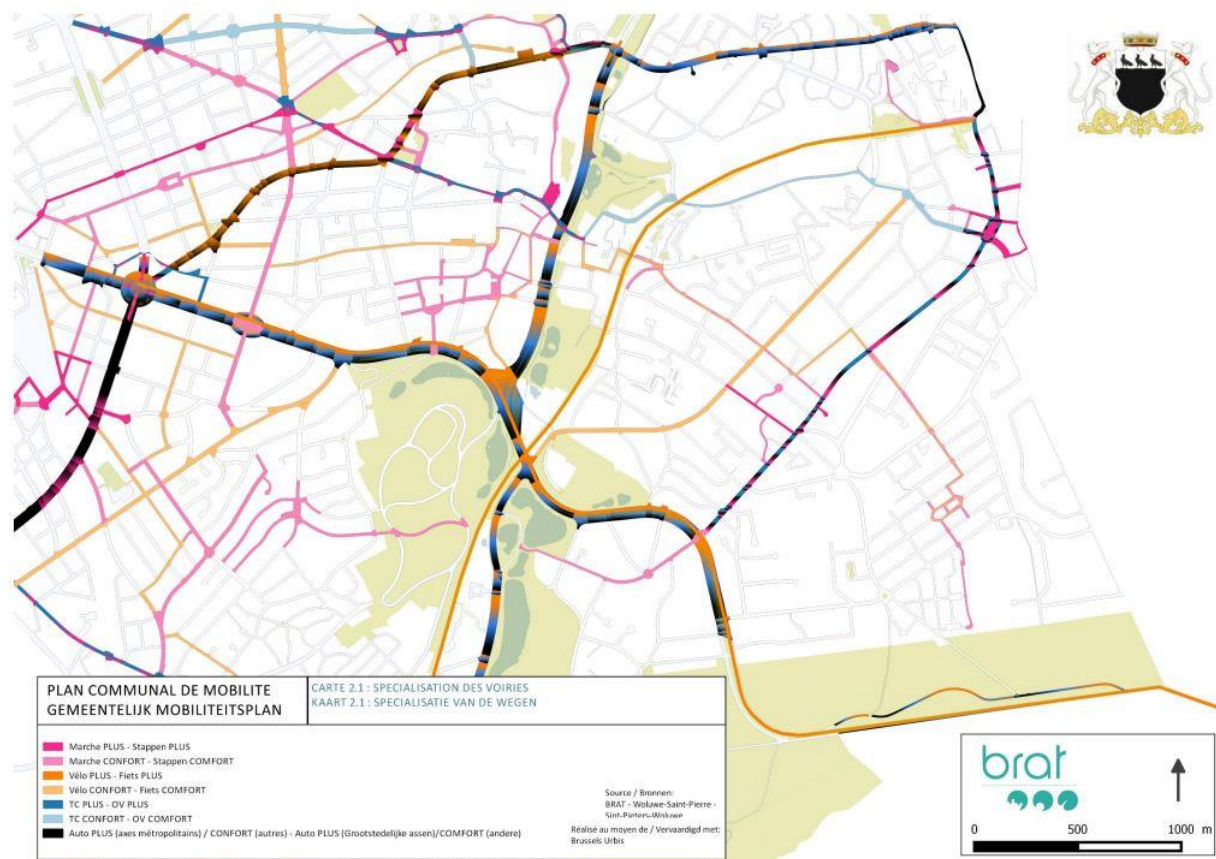 PLAN COMMUNAL DE MOBILITE
GEMEENTELIJK MOBILITEITSPLAN
CARTE 2.1 : SPECIALISATION DES VOIRIES
KAART 2.1 : SPECIALISATIE VAN DE WEGEN
Marche PLUS - Stappen PLUS
Marche CONFORT - Stappen COMFORT
Vélo PLUS - Fiets PLUS
Vélo CONFORT - Fiets COMFORT
TC PLUS - OV PLUS
TC CONFORT - OV COMFORT
Auto PLUS (axes métropolitains) / CONFORT (autres) - Auto PLUS (Grootstedelijke assen)/COMFORT (andere)
Source / Bronnen:
BRAT - Woluwe-Saint-Pierre -
Sint-Pieters-Woluwe
Réalisé au moyen de / Vervaardigd met:
Brussels Urbis
brat
0 500 1000 m